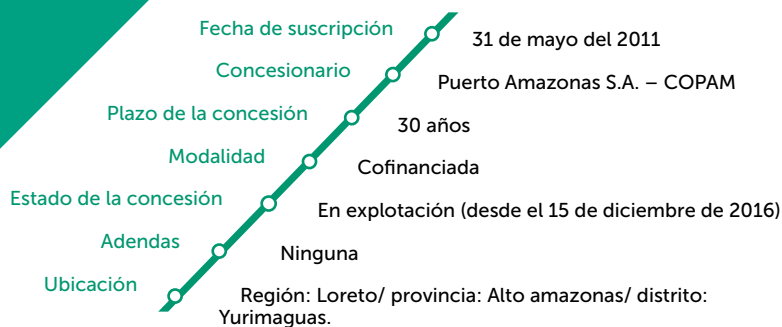 Fecha de suscripción
31 de mayo del 2011
Concesionario
Puerto Amazonas S.A. – COPAM
Plazo de la concesión
30 años
Modalidad
Cofinanciada
Estado de la concesión
En explotación (desde el 15 de diciembre de 2016)
Adendas
Ninguna
Ubicación
Región: Loreto/ provincia: Alto amazonas/ distrito:
Yurimaguas.